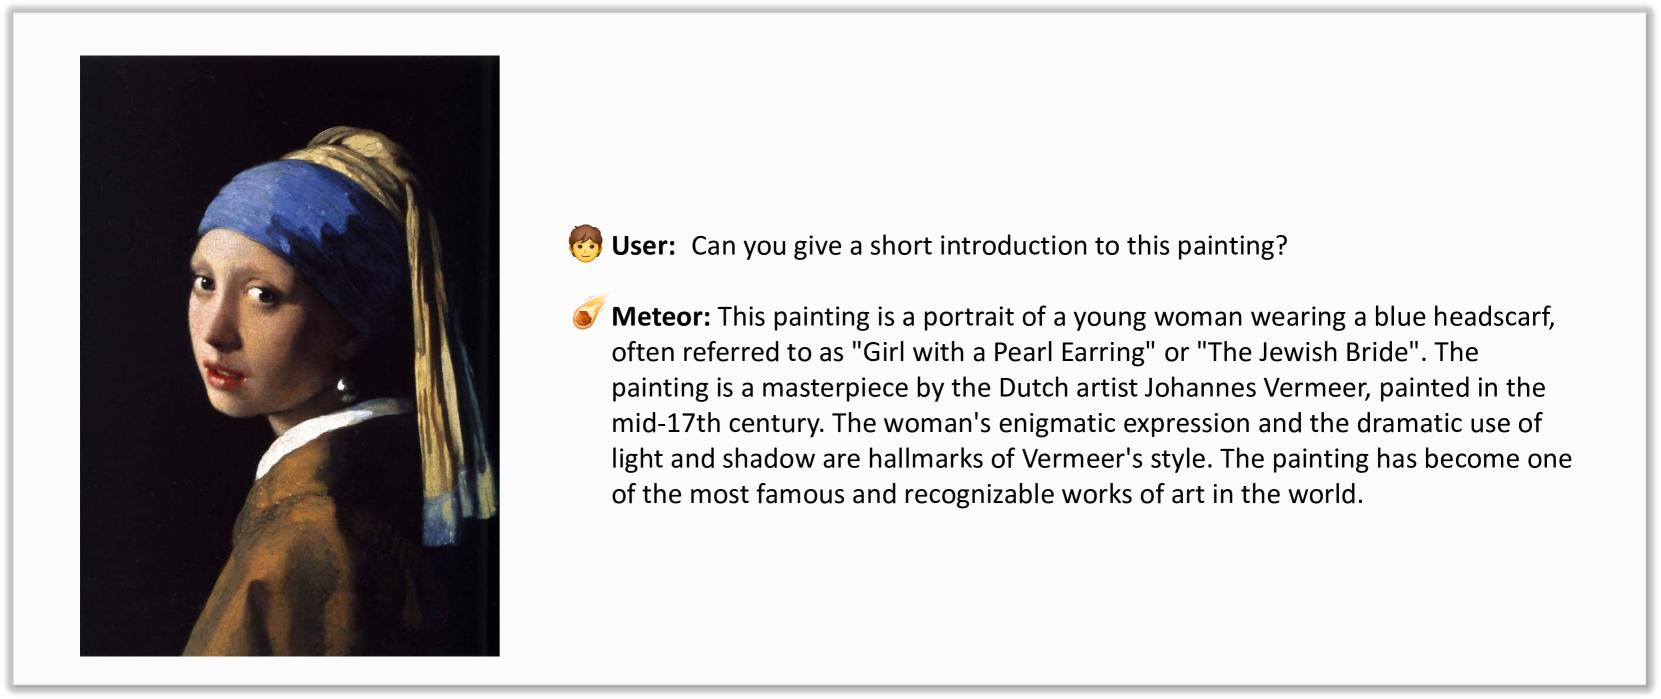 User: Can you give a short introduction to this painting?
Meteor: This painting is a portrait of a young woman wearing a blue headscarf,
often referred to as "Girl with a Pearl Earring" or "The Jewish Bride". The
painting is a masterpiece by the Dutch artist Johannes Vermeer, painted in the
mid-17th century. The woman's enigmatic expression and the dramatic use of
light and shadow are hallmarks of Vermeer's style. The painting has become one
of the most famous and recognizable works of art in the world.